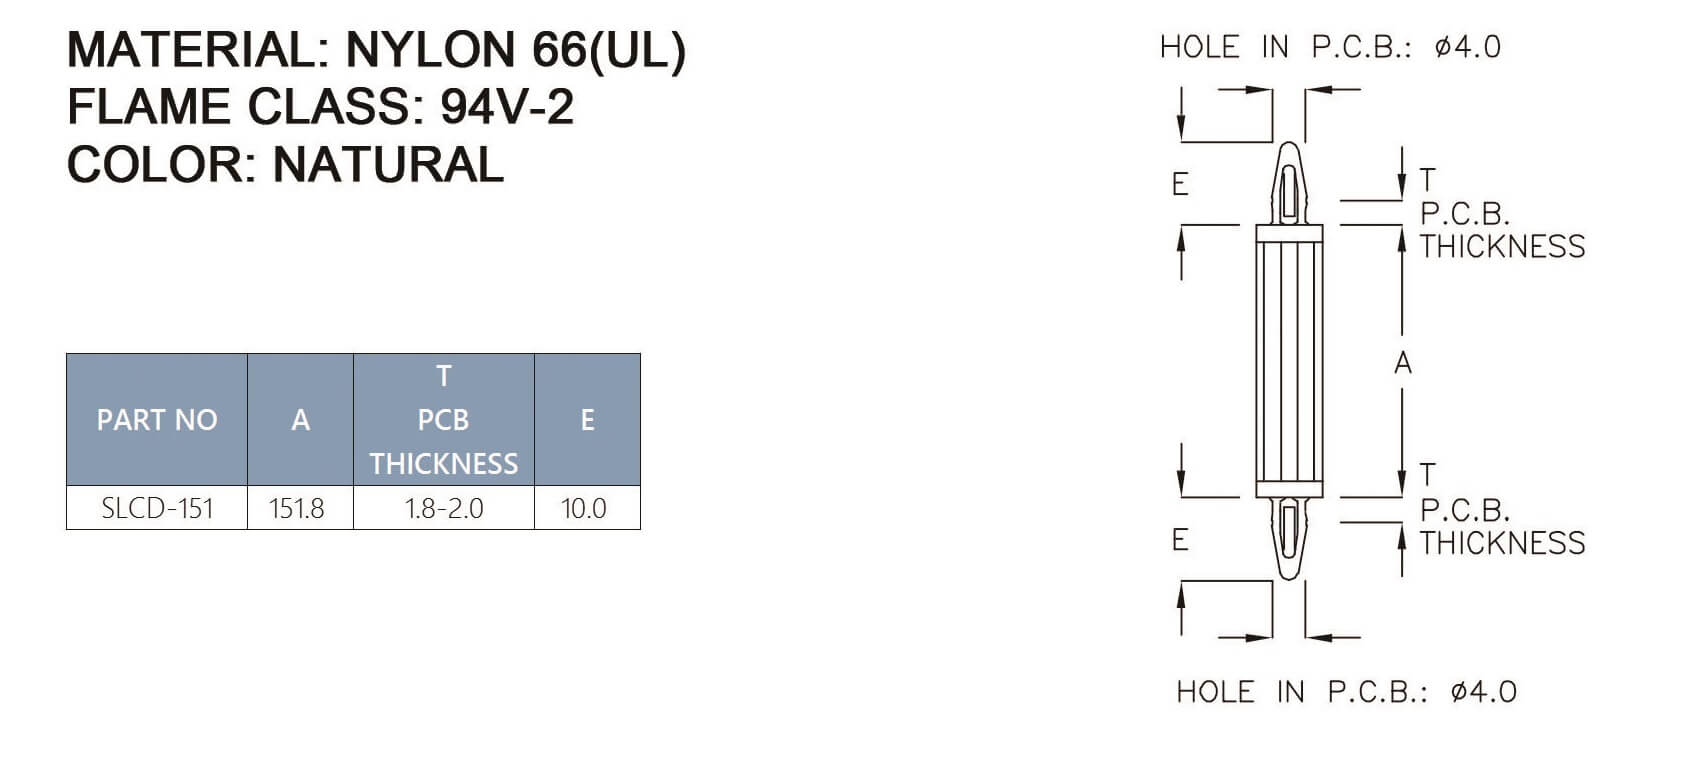 MATERIAL: NYLON 66(UL)
FLAME CLASS: 94V-2
COLOR: NATURAL
HOLE IN P.C.B.: ø4.0
E
T
P.C.B.
THICKNESS
A
T
P.C.B.
THICKNESS
E
HOLE IN P.C.B.: ø4.0
PART NO A T PCB THICKNESS E
SLCD-151 151.8 1.8-2.0 10.0